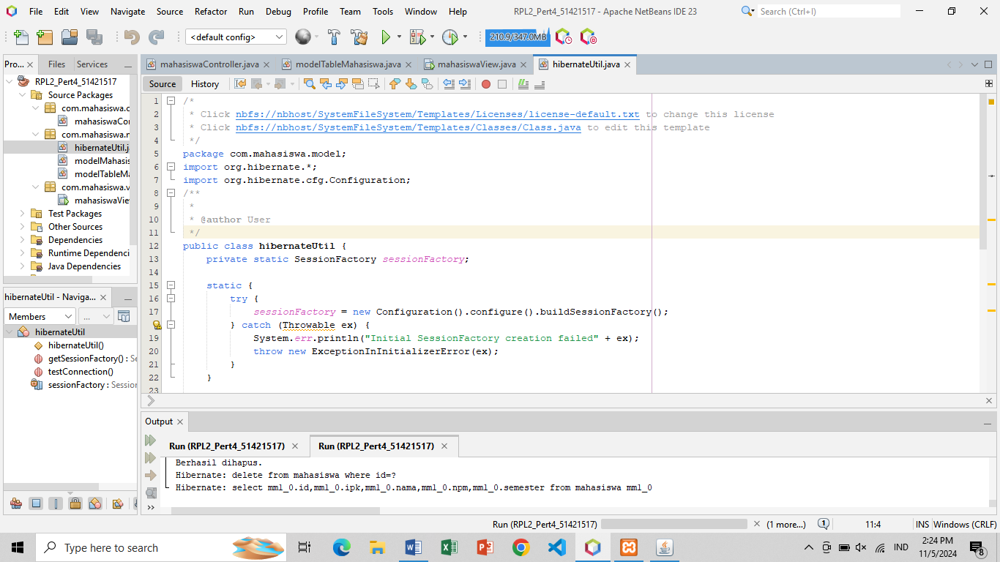 File Edit View Navigate Source Refactor Run Debug Profile Team Tools Window Help RPL2_Pert4_51421517 - Apache NetBeans IDE 23 Search (Ctrl+I)
<default config> 210.9/347.0MB
Pro... Files Services
mahasiswaController.java modelTableMahasiswa.java mahasiswaView.java hibernateUtil.java
RPL2_Pert4_51421517
Source Packages
com.mahasiswa.c
mahasiswaCon
com.mahasiswa.m
hibernateUtil.j
modelMahasis
modelTableMa
com.mahasiswa.v
mahasiswaView
Test Packages
Other Sources
Dependencies
Runtime Dependenci
Java Dependencies
hibernateUtil - Naviga...
Members ...
hibernateUtil
hibernateUtil()
getSessionFactory() : Se
testConnection()
sessionFactory : Session
Source History
1 /*
2 * Click nbfs://nbhost/SystemFileSystem/Templates/Licenses/license-default.txt to change this license
3 * Click nbfs://nbhost/SystemFileSystem/Templates/Classes/Class.java to edit this template
4 */
5 package com.mahasiswa.model;
6 import org.hibernate.*;
7 import org.hibernate.cfg.Configuration;
8 /**
9 *
10 * @author User
11 */
12 public class hibernateUtil {
13 private static SessionFactory sessionFactory;
14
15 static {
16 try {
17 sessionFactory = new Configuration().configure().buildSessionFactory();
} catch (Throwable ex) {
19 System.err.println("Initial SessionFactory creation failed" + ex);
20 throw new ExceptionInInitializerError(ex);
21 }
22 }
23
Output
Run (RPL2_Pert4_51421517) Run (RPL2_Pert4_51421517)
Berhasil dihapus.
Hibernate: delete from mahasiswa where id=?
Hibernate: select mml_0.id,mml_0.ipk,mml_0.nama,mml_0.npm,mml_0.semester from mahasiswa mml_0
Run (RPL2_Pert4_51421517) (1 more...) 1 11:4 INS Windows (CRLF)
Type here to search IND 2:24 PM
11/5/2024 8